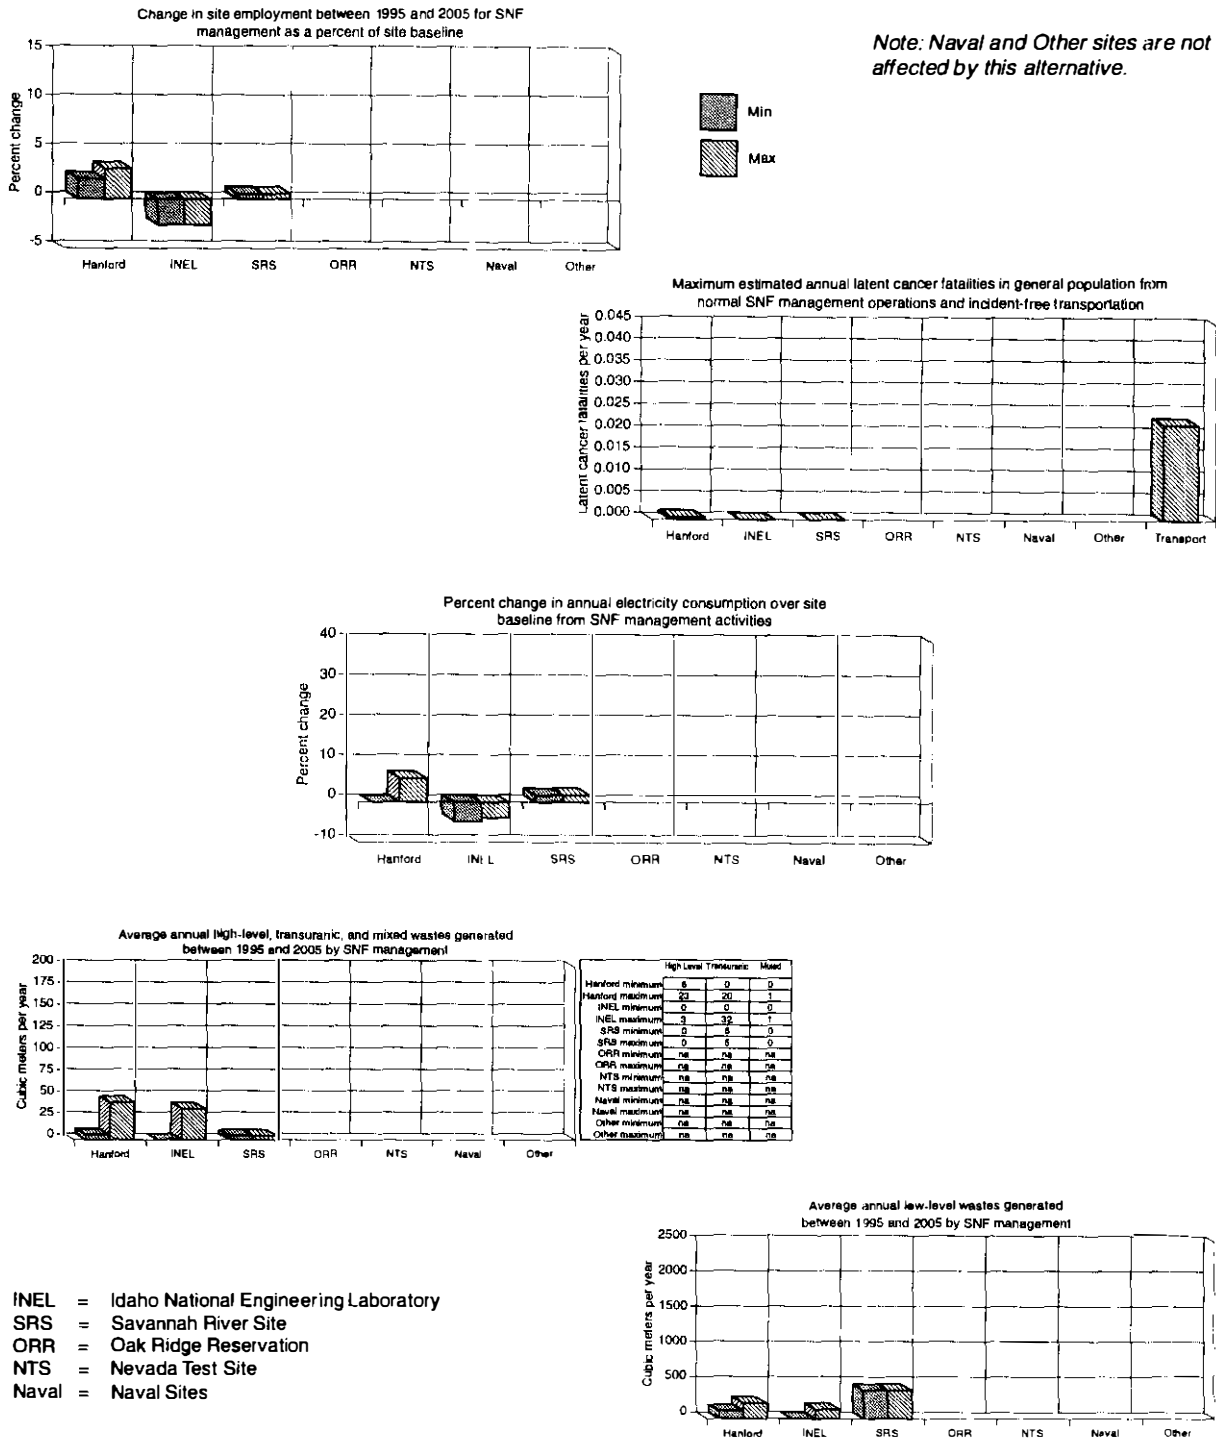 Change in site employment between 1995 and 2005 for SNF
management as a percent of site baseline
Note: Naval and Other sites are not
affected by this alternative.
Min
Max
Percent change
15
10
5
0
-5
Hanford INEL SRS ORR NTS Naval Other
Maximum estimated annual latent cancer fatalities in general population from
normal SNF management operations and incident-free transportation
Latent cancer fatalities per year
0.045
0.040
0.035
0.030
0.025
0.020
0.015
0.010
0.005
0.000
Hanford INEL SRS ORR NTS Naval Other Transport
Percent change in annual electricity consumption over site
baseline from SNF management activities
Percent change
40
30
20
10
0
-10
Hanford INEL SRS ORR NTS Naval Other
Average annual high-level, transuranic, and mixed wastes generated
between 1995 and 2005 by SNF management
Cubic meters per year
200
175
150
125
100
75
50
25
0
Hanford INEL SRS ORR NTS Naval Other
High Level Transuranic Mixed
Hanford minimum 6 0 0
Hanford maximum 23 20 1
INEL minimum 0 0 0
INEL maximum 3 32 1
SRS minimum 0 5 0
SRS maximum 0 5 0
ORR minimum na na na
ORR maximum na na na
NTS minimum na na na
NTS maximum na na na
Naval minimum na na na
Naval maximum na na na
Other minimum na na na
Other maximum na na na
Average annual low-level wastes generated
between 1995 and 2005 by SNF management
Cubic meters per year
2500
2000
1500
1000
500
0
Hanford INEL SRS ORR NTS Naval Other
INEL = Idaho National Engineering Laboratory
SRS = Savannah River Site
ORR = Oak Ridge Reservation
NTS = Nevada Test Site
Naval = Naval Sites